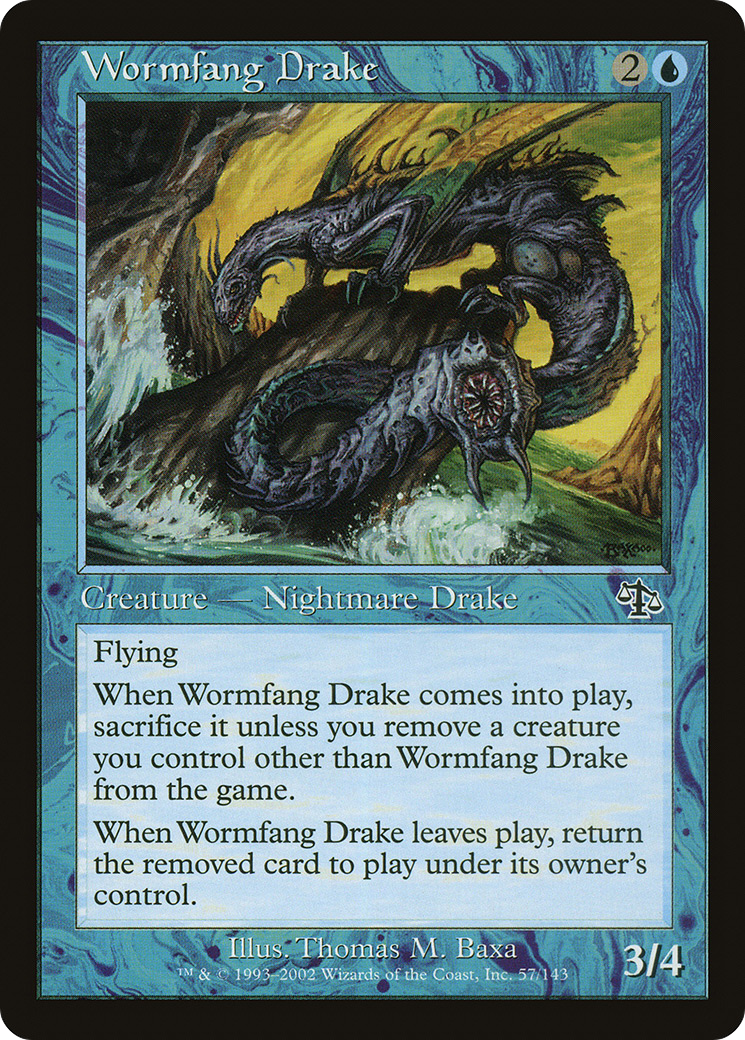 Wormfang Drake 2
Creature — Nightmare Drake
Flying
When Wormfang Drake comes into play,
sacrifice it unless you remove a creature
you control other than Wormfang Drake
from the game.
When Wormfang Drake leaves play, return
the removed card to play under its owner's
control.
Illus. Thomas M. Baxa
™ & © 1993–2002 Wizards of the Coast, Inc. 57/143
3/4